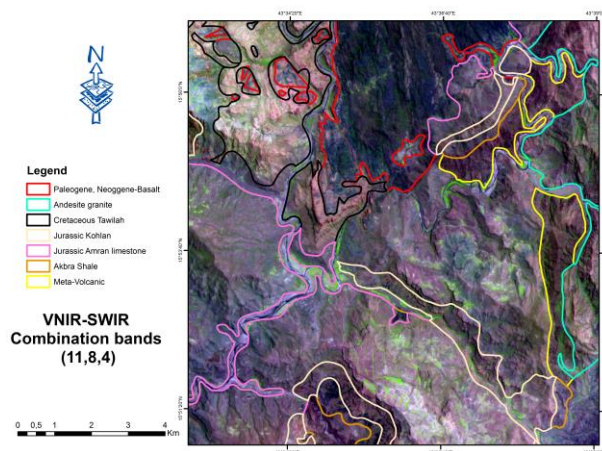 N
Legend
Paleogene, Neoggene-Basalt
Andesite granite
Cretaceous Tawilah
Jurassic Kohlan
Jurassic Amran limestone
Akbra Shale
Meta-Volcanic
VNIR-SWIR
Combination bands
(11,8,4)
0 0.5 1 2 3 4
Km